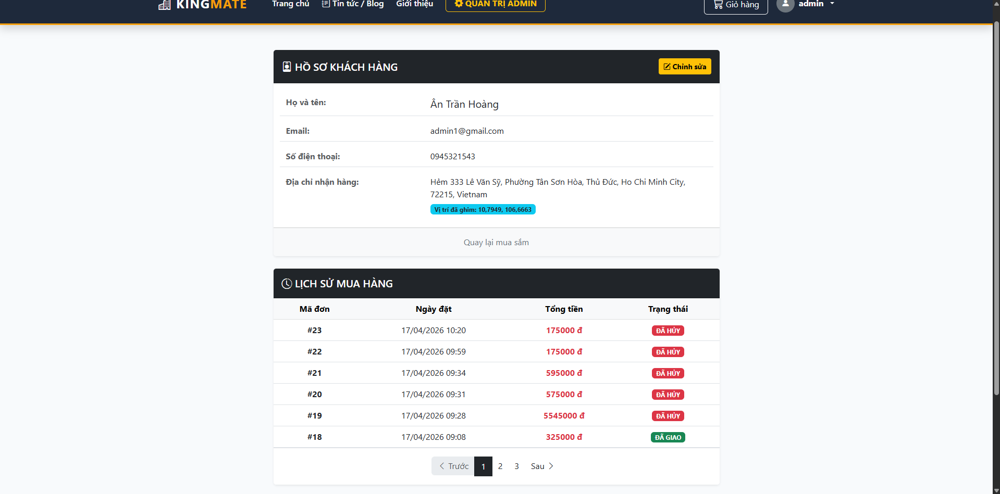 KINGMATE
Trang chủ
Tin tức / Blog
Giới thiệu
QUẢN TRỊ ADMIN
Giỏ hàng
admin
HỒ SƠ KHÁCH HÀNG
Chỉnh sửa
Họ và tên: Ân Trần Hoàng
Email: admin1@gmail.com
Số điện thoại: 0945321543
Địa chỉ nhận hàng: Hẻm 333 Lê Văn Sỹ, Phường Tân Sơn Hòa, Thủ Đức, Ho Chi Minh City,
72215, Vietnam
Vị trí đã ghim: 10,7949, 106,6663
Quay lại mua sắm
LỊCH SỬ MUA HÀNG
Mã đơn Ngày đặt Tổng tiền Trạng thái
#23 17/04/2026 10:20 175000 đ ĐÃ HỦY
#22 17/04/2026 09:59 175000 đ ĐÃ HỦY
#21 17/04/2026 09:34 595000 đ ĐÃ HỦY
#20 17/04/2026 09:31 575000 đ ĐÃ HỦY
#19 17/04/2026 09:28 5545000 đ ĐÃ HỦY
#18 17/04/2026 09:08 325000 đ ĐÃ GIAO
Trước 1 2 3 Sau